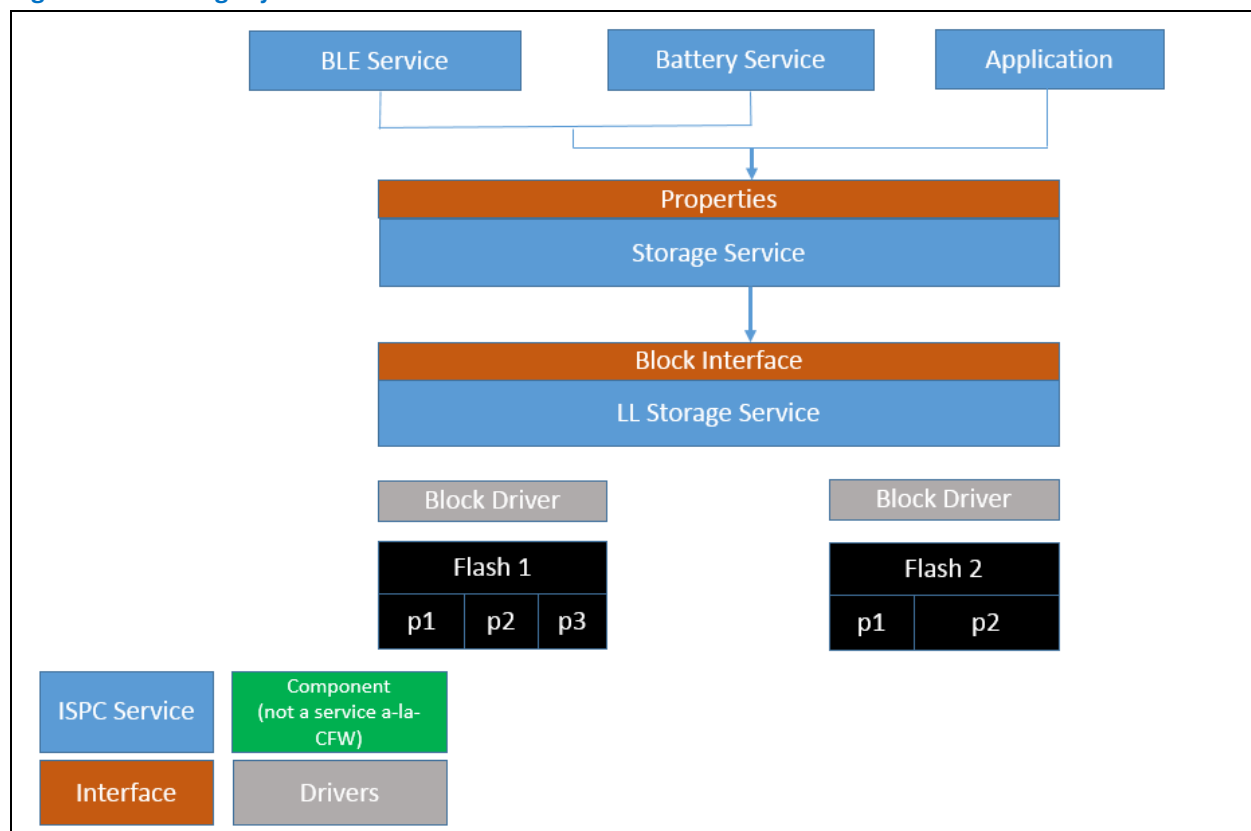 BLE Service
Battery Service
Application
Properties
Storage Service
Block Interface
LL Storage Service
Block Driver
Block Driver
Flash 1
Flash 2
p1
p2
p3
p1
p2
ISPC Service
Component
(not a service a-la-
CFW)
Interface
Drivers